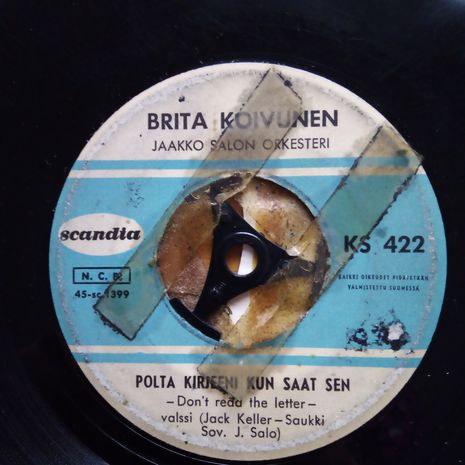 BRITA KOIVUNEN
JAAKKO SALON ORKESTERI
scandia
KS 422
N. C. B.
45-sc 1399
KAIKKI OIKEUDET PIDÄTETÄÄN
VALMISTETTU SUOMESSA
POLTA KIRJEENI KUN SAAT SEN
–Don't read the letter–
valssi (Jack Keller–Saukki
Sov. J. Salo)